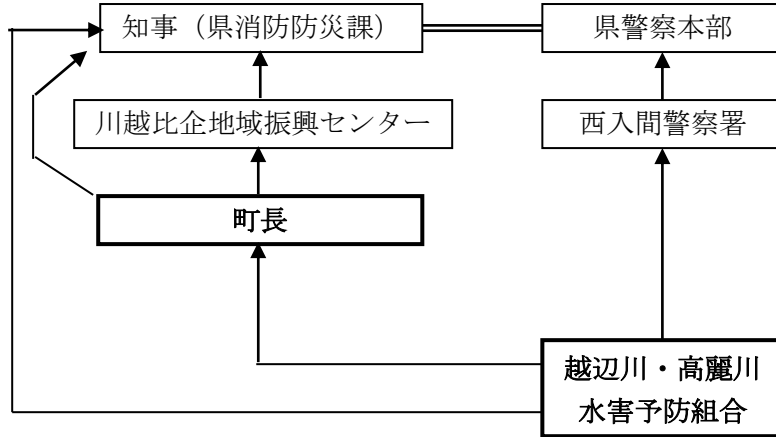 知事（県消防防災課）
県警察本部
川越比企地域振興センター
西入間警察署
町長
越辺川・高麗川
水害予防組合